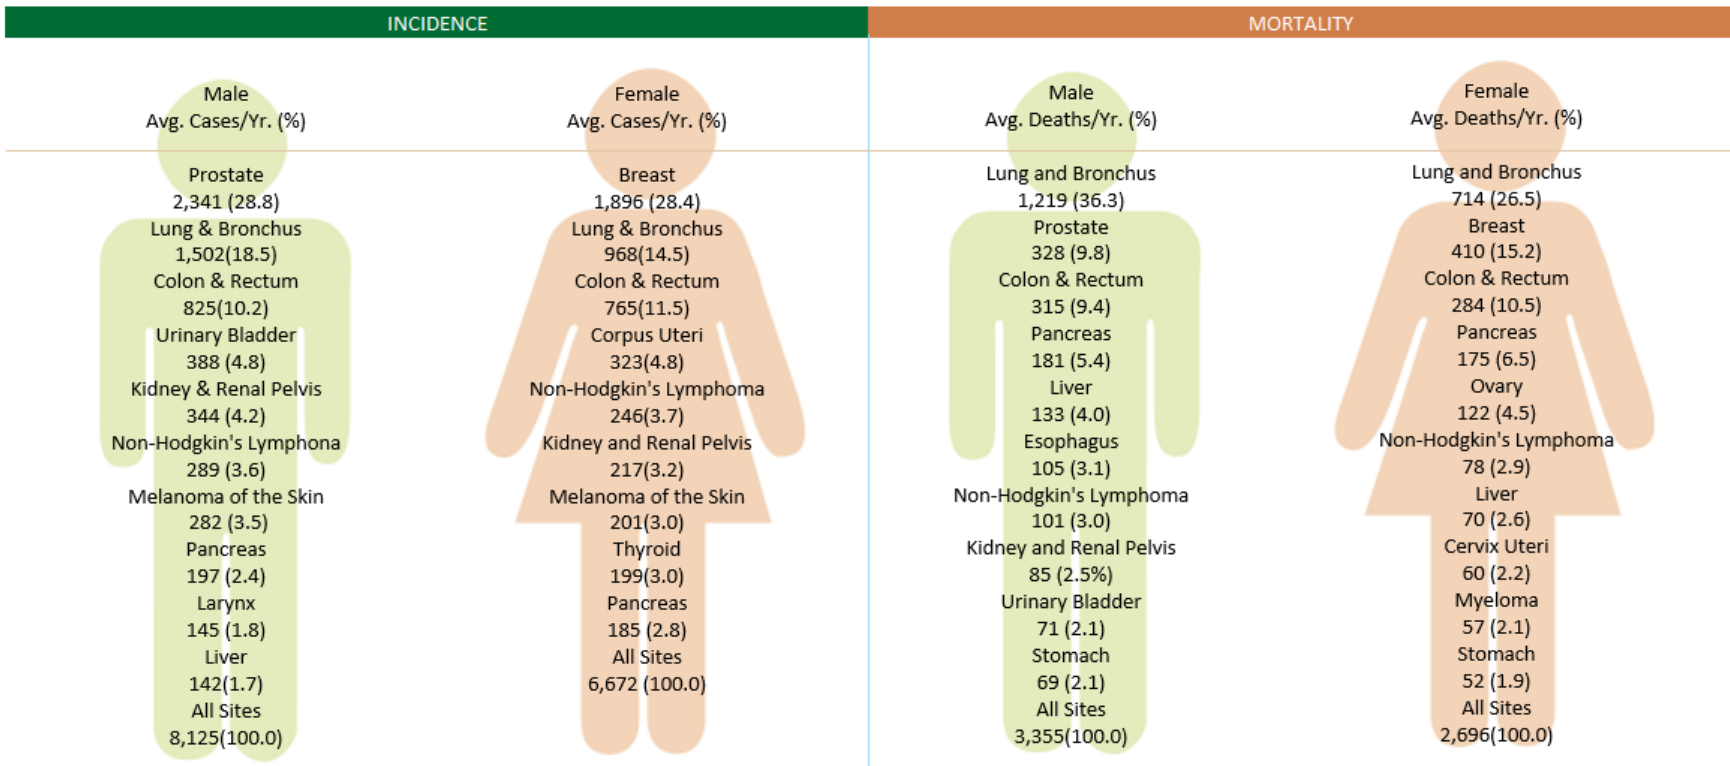 INCIDENCE
MORTALITY
Male
Avg. Cases/Yr. (%)
Prostate
2,341 (28.8)
Lung & Bronchus
1,502(18.5)
Colon & Rectum
825(10.2)
Urinary Bladder
388 (4.8)
Kidney & Renal Pelvis
344 (4.2)
Non-Hodgkin's Lymphona
289 (3.6)
Melanoma of the Skin
282 (3.5)
Pancreas
197 (2.4)
Larynx
145 (1.8)
Liver
142(1.7)
All Sites
8,125(100.0)
Female
Avg. Cases/Yr. (%)
Breast
1,896 (28.4)
Lung & Bronchus
968(14.5)
Colon & Rectum
765(11.5)
Corpus Uteri
323(4.8)
Non-Hodgkin's Lymphoma
246(3.7)
Kidney and Renal Pelvis
217(3.2)
Melanoma of the Skin
201(3.0)
Thyroid
199(3.0)
Pancreas
185 (2.8)
All Sites
6,672 (100.0)
Male
Avg. Deaths/Yr. (%)
Lung and Bronchus
1,219 (36.3)
Prostate
328 (9.8)
Colon & Rectum
315 (9.4)
Pancreas
181 (5.4)
Liver
133 (4.0)
Esophagus
105 (3.1)
Non-Hodgkin's Lymphoma
101 (3.0)
Kidney and Renal Pelvis
85 (2.5%)
Urinary Bladder
71 (2.1)
Stomach
69 (2.1)
All Sites
3,355(100.0)
Female
Avg. Deaths/Yr. (%)
Lung and Bronchus
714 (26.5)
Breast
410 (15.2)
Colon & Rectum
284 (10.5)
Pancreas
175 (6.5)
Ovary
122 (4.5)
Non-Hodgkin's Lymphoma
78 (2.9)
Liver
70 (2.6)
Cervix Uteri
60 (2.2)
Myeloma
57 (2.1)
Stomach
52 (1.9)
All Sites
2,696(100.0)